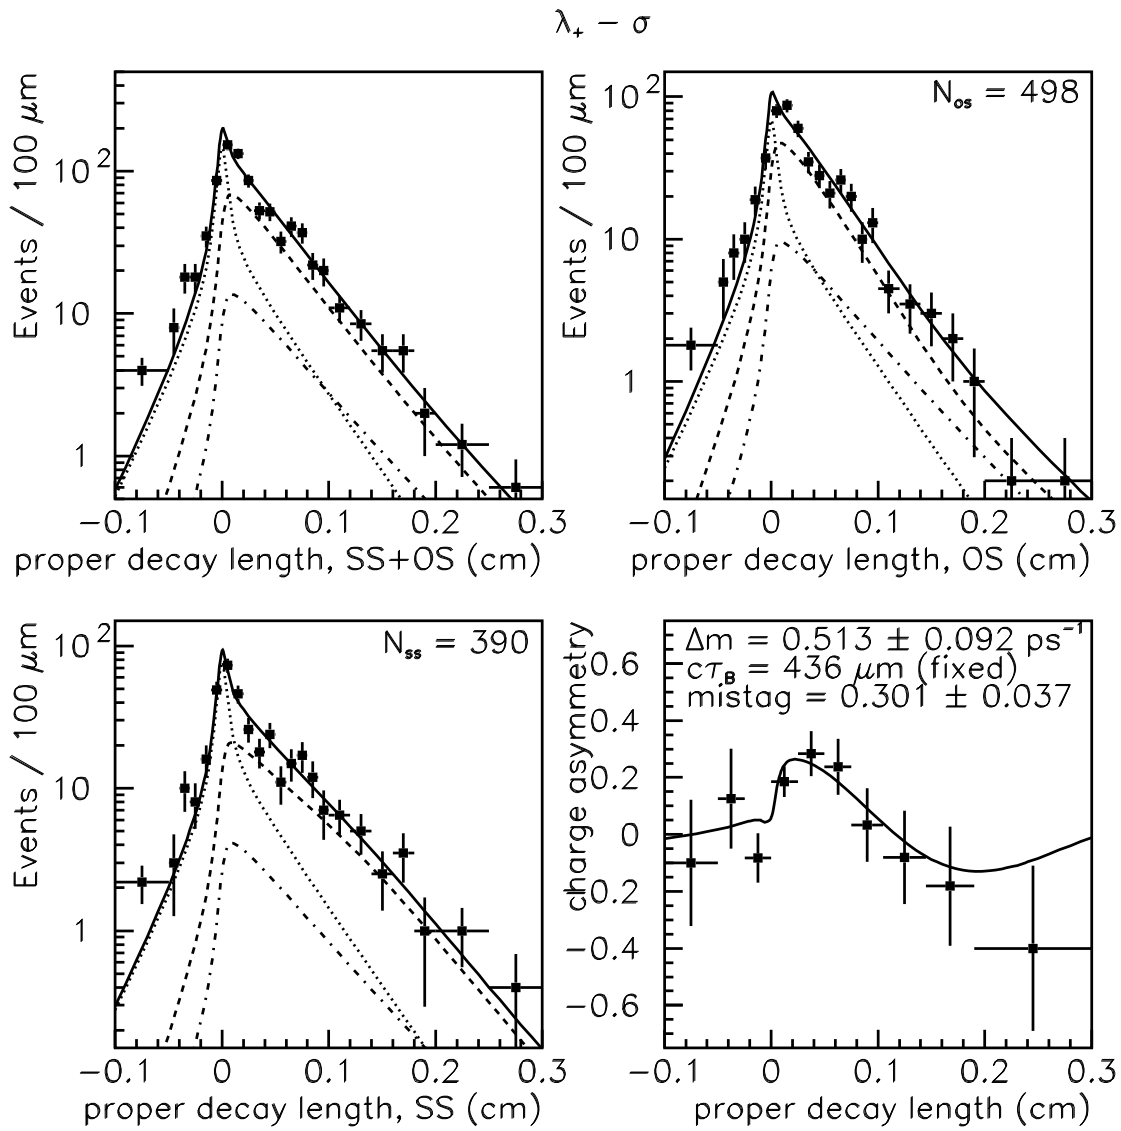 λ₊ − σ
Events / 100 μm
10²
10
1
−0.1 0 0.1 0.2 0.3
proper decay length, SS+OS (cm)
Events / 100 μm
Nos = 498
10²
10
1
−0.1 0 0.1 0.2 0.3
proper decay length, OS (cm)
Events / 100 μm
Nss = 390
10²
10
1
−0.1 0 0.1 0.2 0.3
proper decay length, SS (cm)
charge asymmetry
Δm = 0.513 ± 0.092 ps⁻¹
cτB = 436 μm (fixed)
mistag = 0.301 ± 0.037
0.6
0.4
0.2
0
−0.2
−0.4
−0.6
−0.1 0 0.1 0.2 0.3
proper decay length (cm)